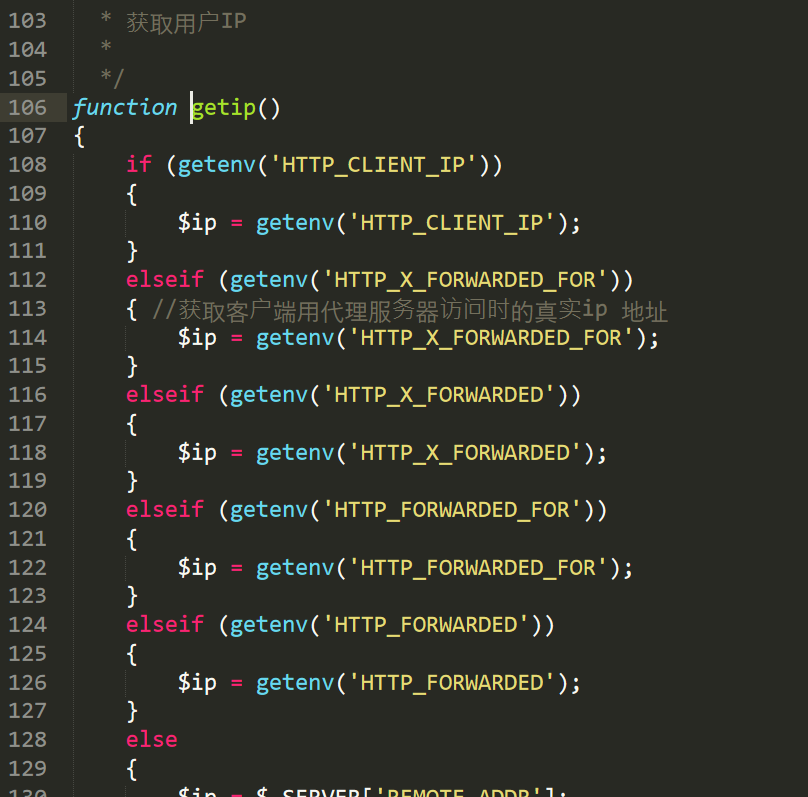 103 * 获取用户IP
104 *
105 */
106 function getip()
107 {
108 if (getenv('HTTP_CLIENT_IP'))
109 {
110 $ip = getenv('HTTP_CLIENT_IP');
111 }
112 elseif (getenv('HTTP_X_FORWARDED_FOR'))
113 { //获取客户端用代理服务器访问时的真实ip 地址
114 $ip = getenv('HTTP_X_FORWARDED_FOR');
115 }
116 elseif (getenv('HTTP_X_FORWARDED'))
117 {
118 $ip = getenv('HTTP_X_FORWARDED');
119 }
120 elseif (getenv('HTTP_FORWARDED_FOR'))
121 {
122 $ip = getenv('HTTP_FORWARDED_FOR');
123 }
124 elseif (getenv('HTTP_FORWARDED'))
125 {
126 $ip = getenv('HTTP_FORWARDED');
127 }
128 else
129 {
130 $ip = $_SERVER['REMOTE_ADDR'];